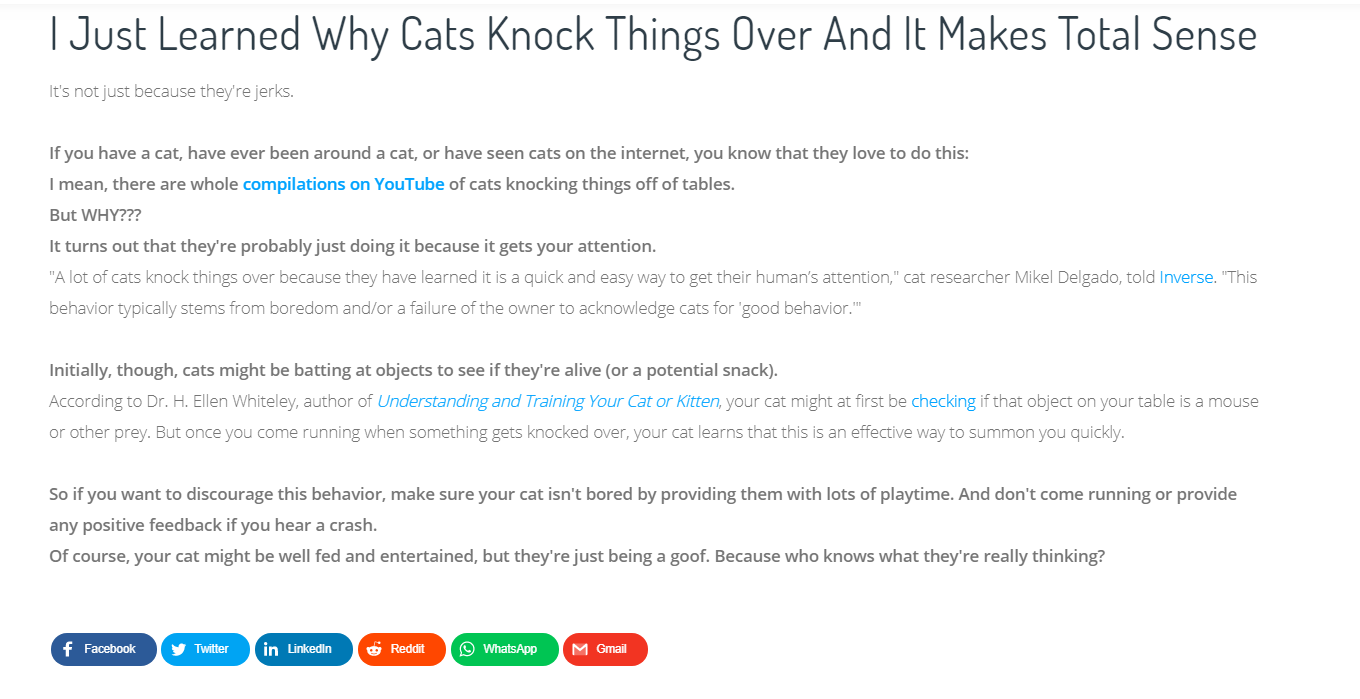 I Just Learned Why Cats Knock Things Over And It Makes Total Sense
It's not just because they're jerks.
If you have a cat, have ever been around a cat, or have seen cats on the internet, you know that they love to do this:
I mean, there are whole compilations on YouTube of cats knocking things off of tables.
But WHY???
It turns out that they're probably just doing it because it gets your attention.
"A lot of cats knock things over because they have learned it is a quick and easy way to get their human’s attention," cat researcher Mikel Delgado, told Inverse. "This
behavior typically stems from boredom and/or a failure of the owner to acknowledge cats for 'good behavior.'"
Initially, though, cats might be batting at objects to see if they're alive (or a potential snack).
According to Dr. H. Ellen Whiteley, author of Understanding and Training Your Cat or Kitten, your cat might at first be checking if that object on your table is a mouse
or other prey. But once you come running when something gets knocked over, your cat learns that this is an effective way to summon you quickly.
So if you want to discourage this behavior, make sure your cat isn't bored by providing them with lots of playtime. And don't come running or provide
any positive feedback if you hear a crash.
Of course, your cat might be well fed and entertained, but they're just being a goof. Because who knows what they're really thinking?
Facebook Twitter LinkedIn Reddit WhatsApp Gmail